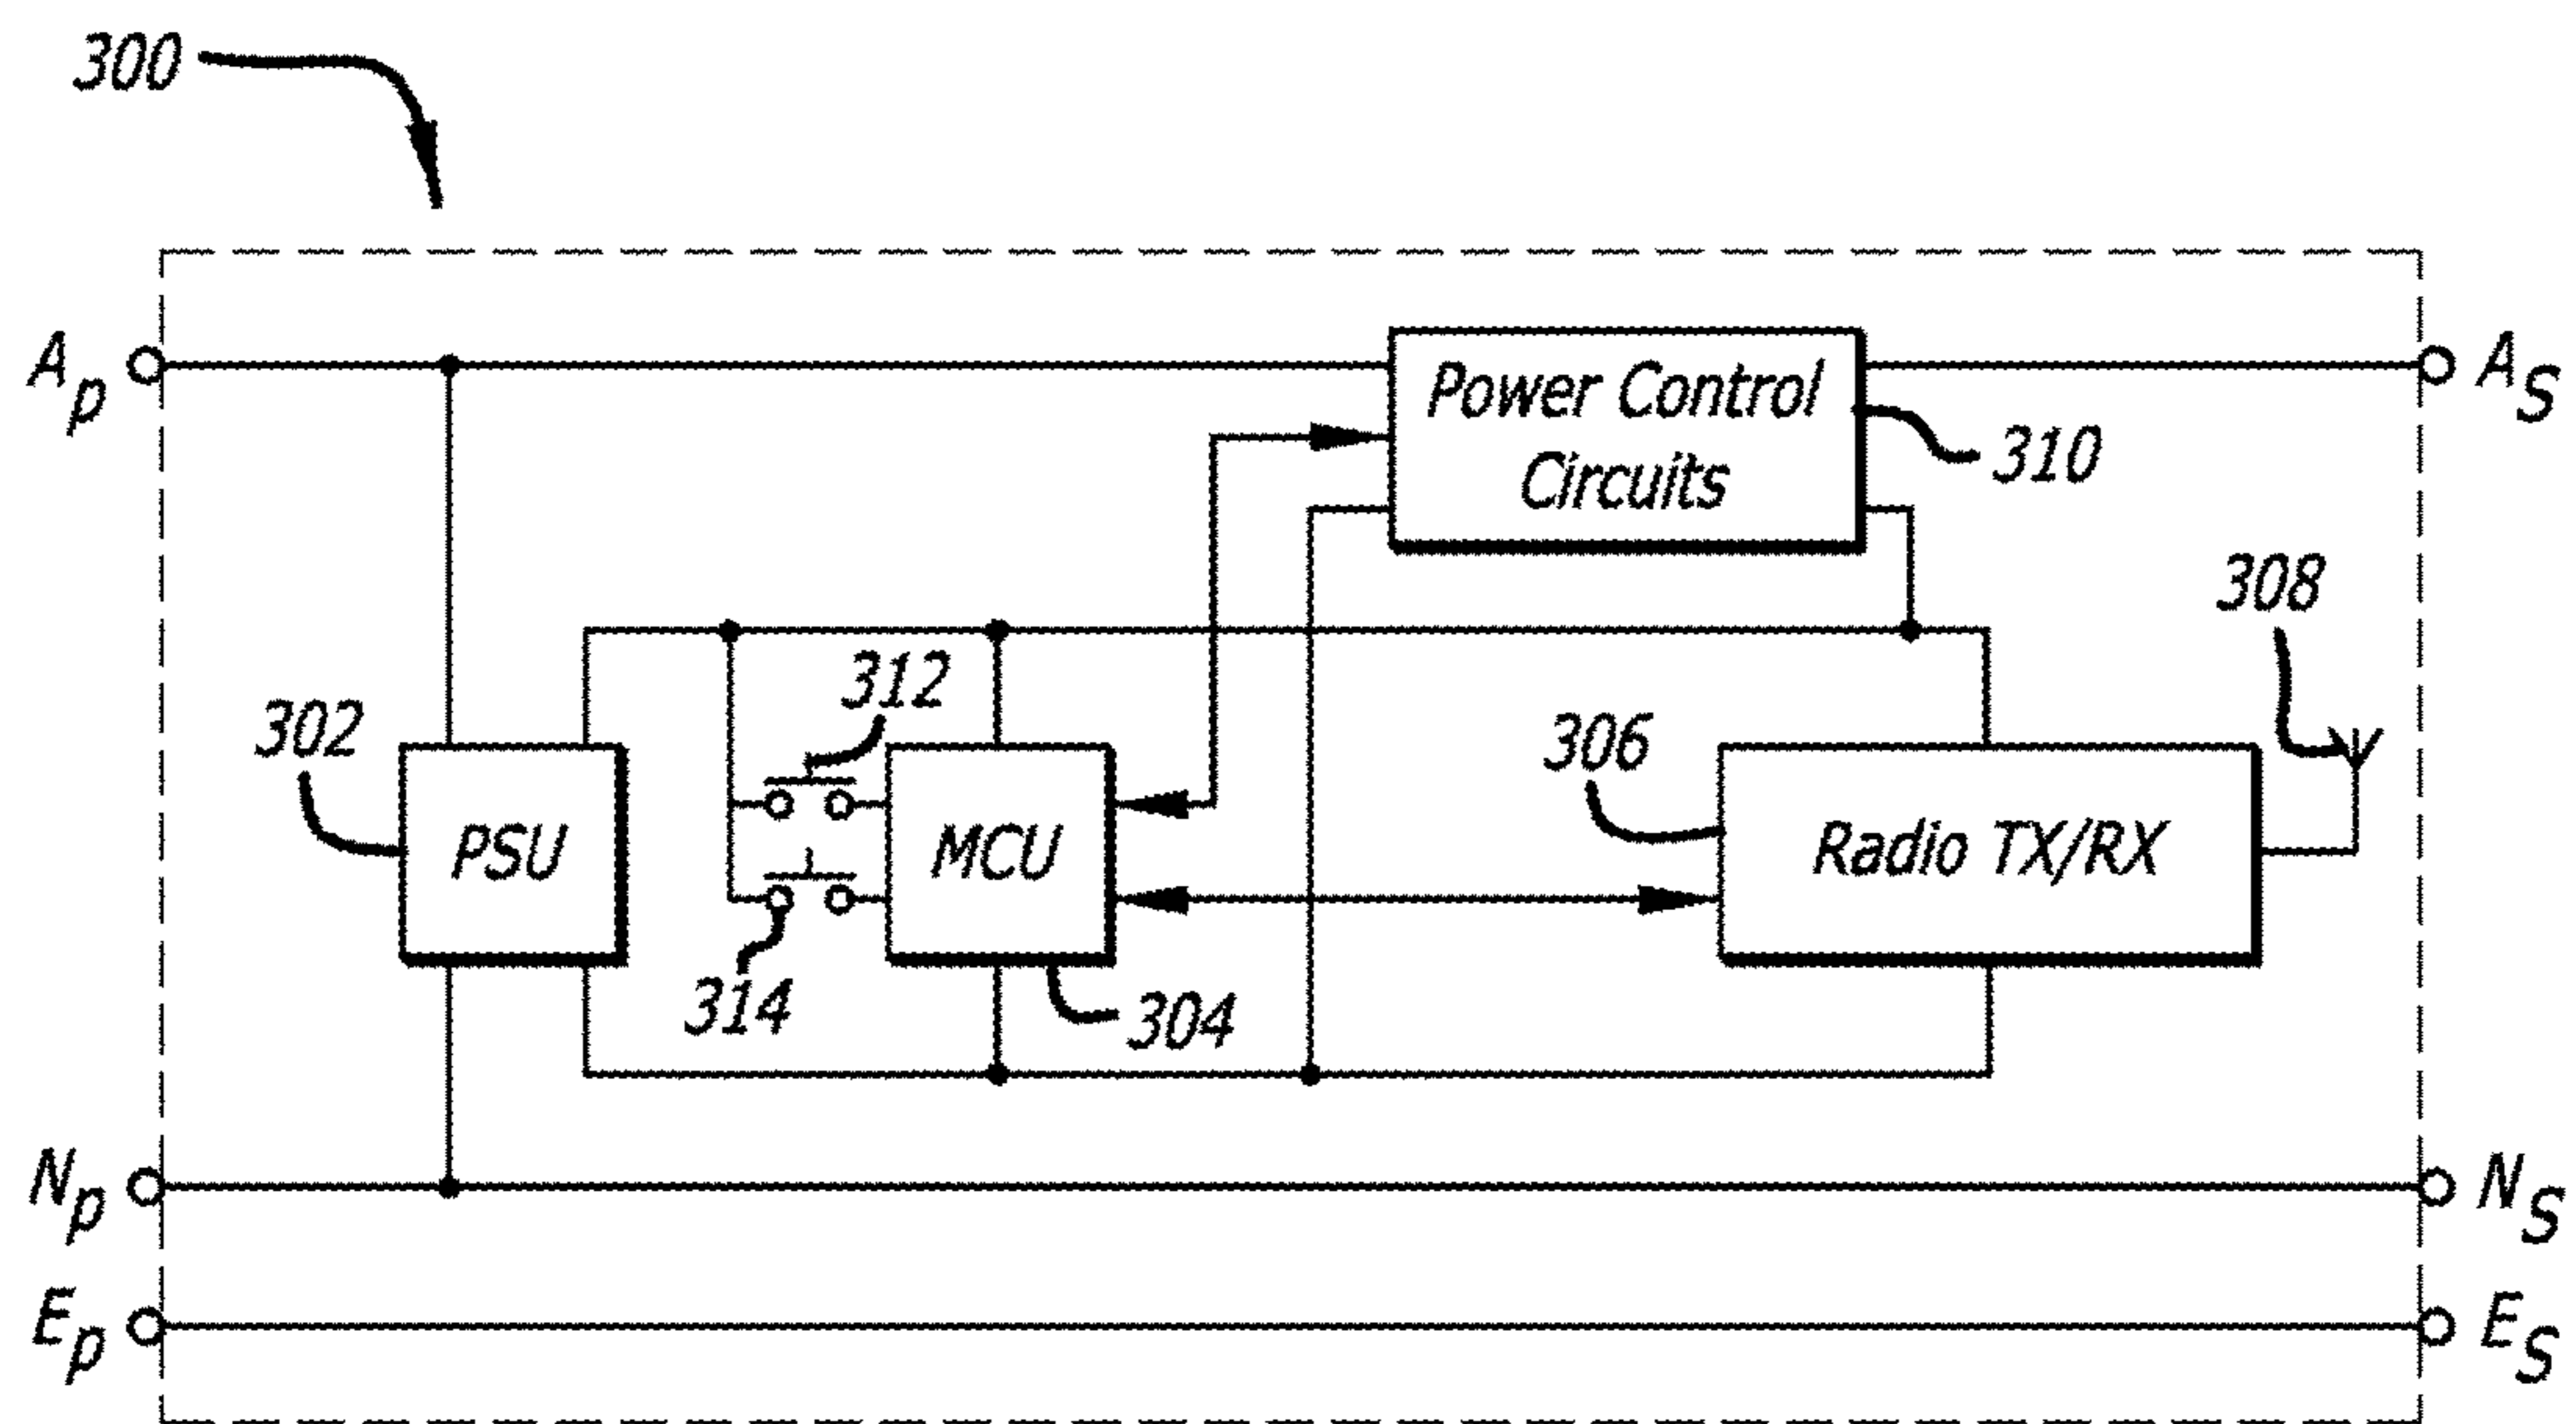 300
Ap
Power Control
Circuits
AS
310
308
312
302
306
PSU
MCU
Radio TX/RX
314
304
Np
NS
Ep
ES